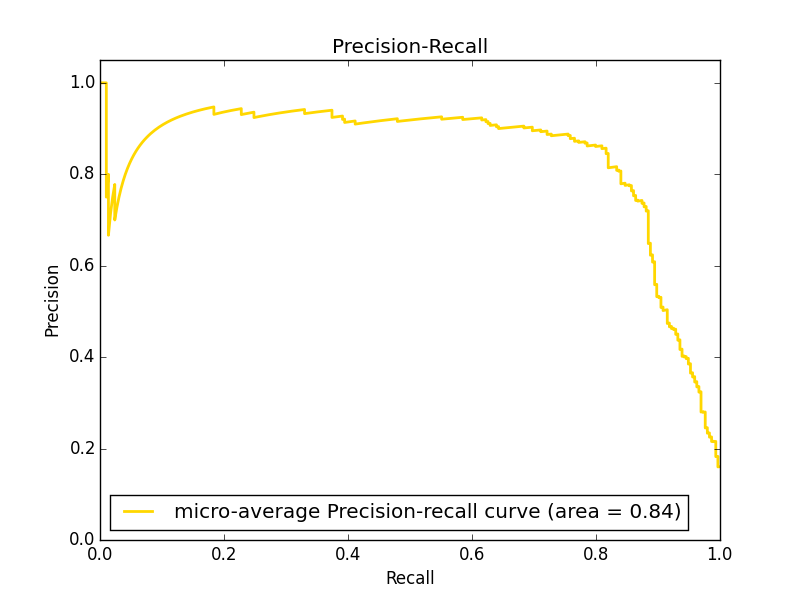 Precision-Recall
1.0
0.8
0.6
0.4
0.2
0.0
Precision
micro-average Precision-recall curve (area = 0.84)
0.0 0.2 0.4 0.6 0.8 1.0
Recall